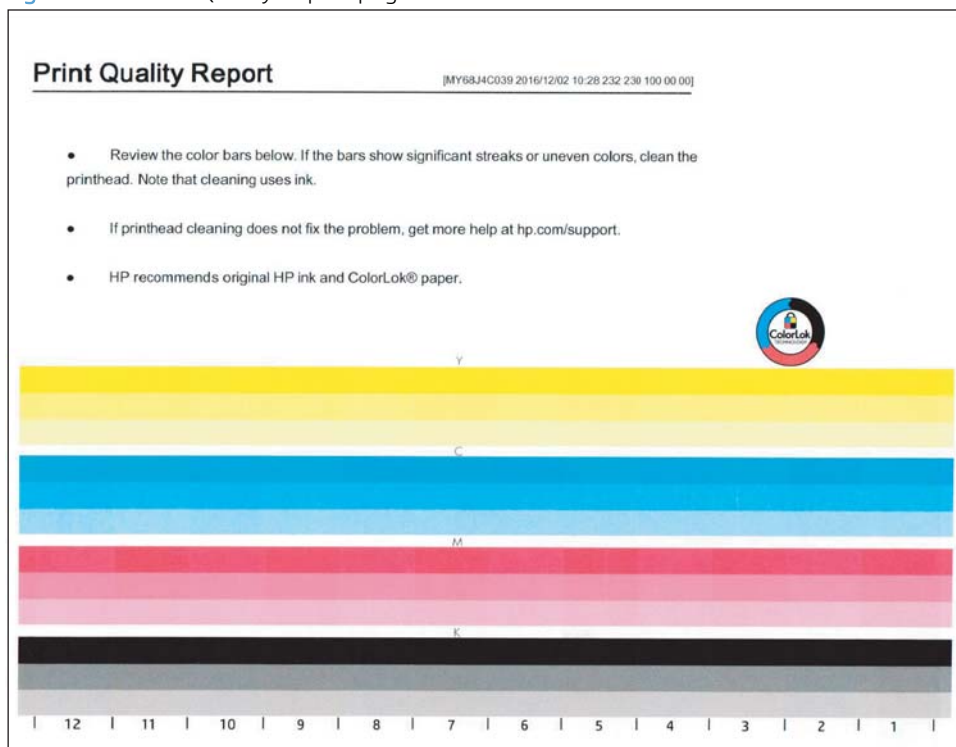 Print Quality Report
[MY68J4C039 2016/12/02 10:28 232 230 100 00 00]
• Review the color bars below. If the bars show significant streaks or uneven colors, clean the
printhead. Note that cleaning uses ink.
• If printhead cleaning does not fix the problem, get more help at hp.com/support.
• HP recommends original HP ink and ColorLok® paper.
ColorLok
TECHNOLOGY
Y
C
M
K
| 12 | 11 | 10 | 9 | 8 | 7 | 6 | 5 | 4 | 3 | 2 | 1 |